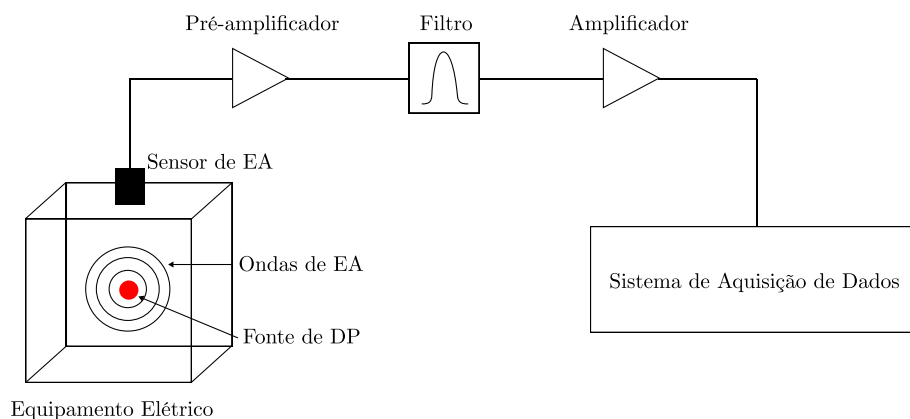 Pré-amplificador
Filtro
Amplificador
Sensor de EA
Ondas de EA
Sistema de Aquisição de Dados
Fonte de DP
Equipamento Elétrico